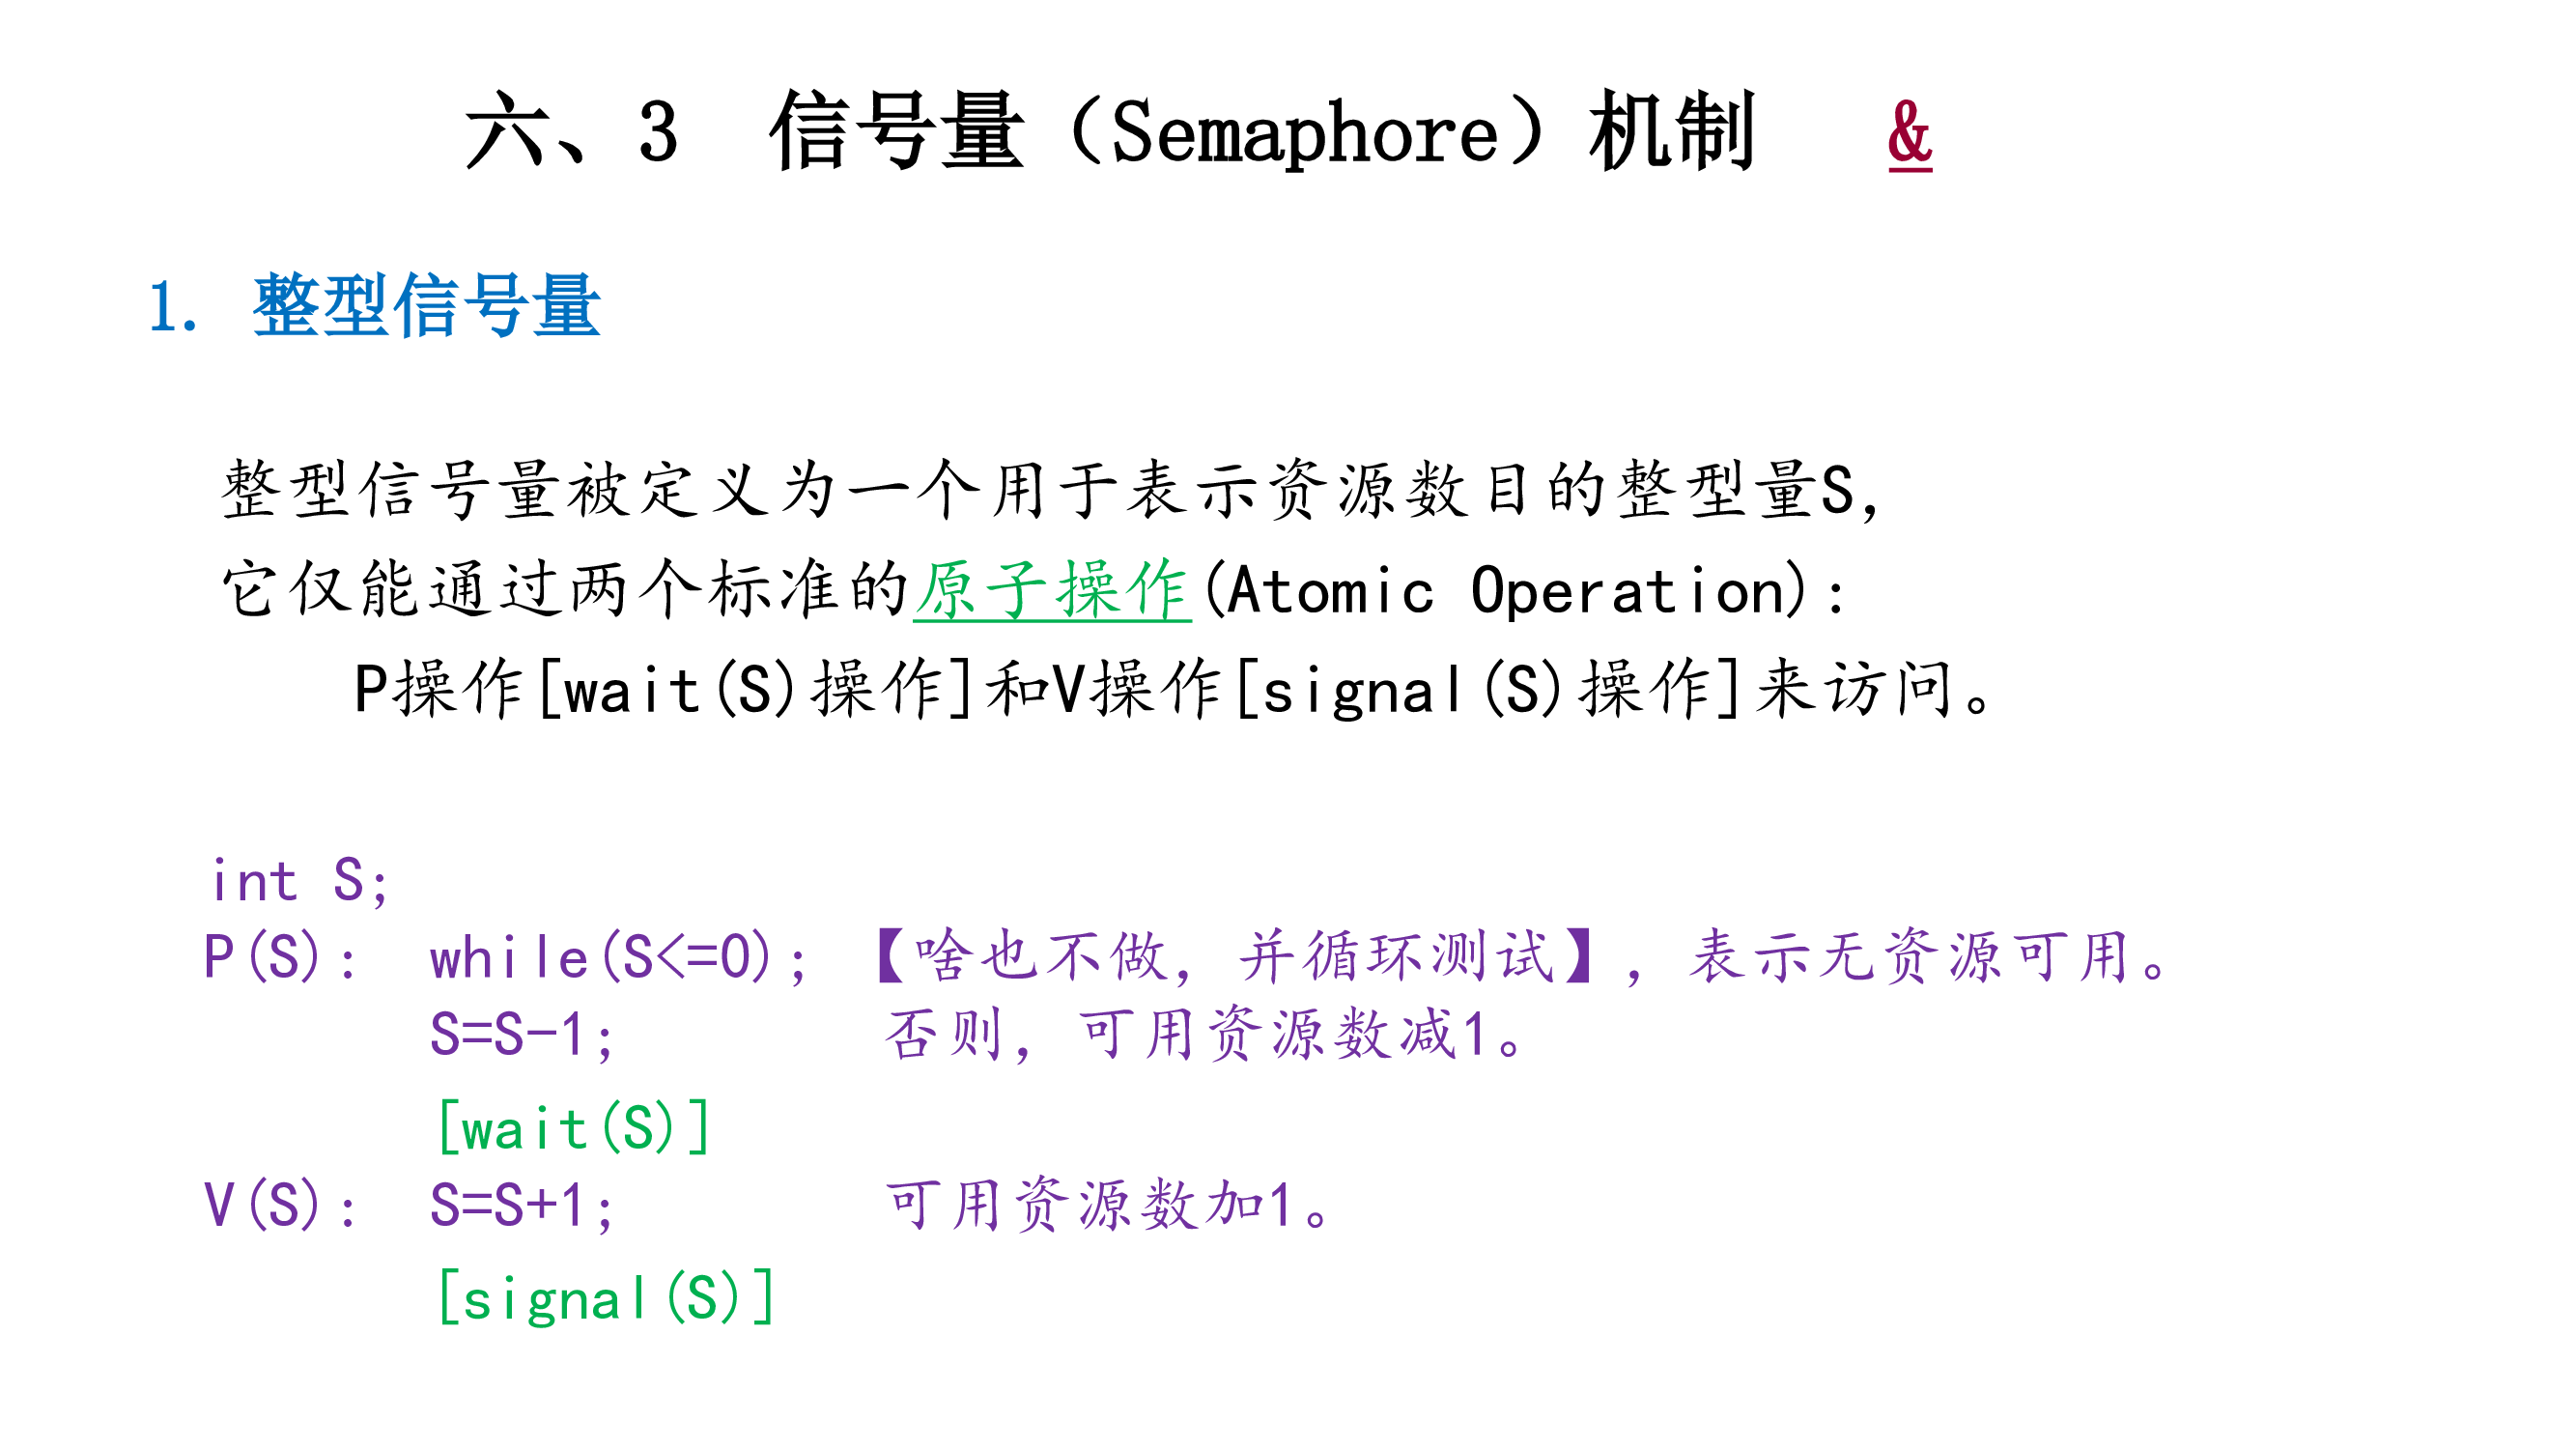 六、3 信号量（Semaphore）机制 &
1. 整型信号量
整型信号量被定义为一个用于表示资源数目的整型量S，
它仅能通过两个标准的原子操作(Atomic Operation)：
P操作[wait(S)操作]和V操作[signal(S)操作]来访问。
int S;
P(S): while(S<=0); 【啥也不做，并循环测试】，表示无资源可用。
S=S-1; 否则，可用资源数减1。
[wait(S)]
V(S): S=S+1; 可用资源数加1。
[signal(S)]